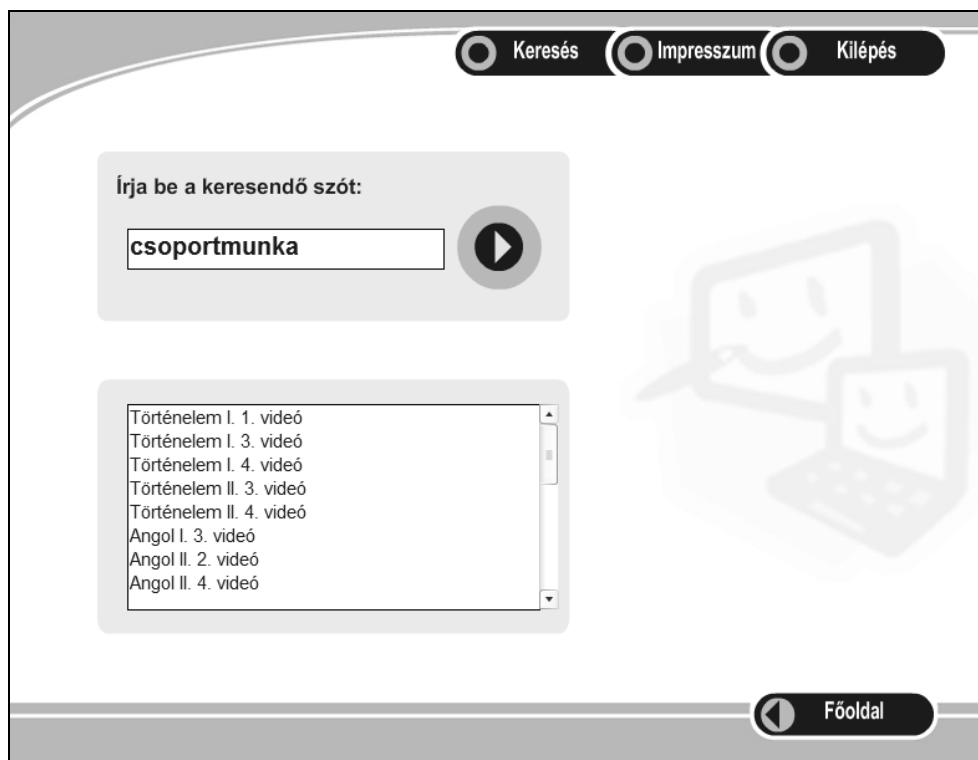 Keresés Impresszum Kilépés
Írja be a keresendő szót:
csoportmunka
Történelem I. 1. videó
Történelem I. 3. videó
Történelem I. 4. videó
Történelem II. 3. videó
Történelem II. 4. videó
Angol I. 3. videó
Angol II. 2. videó
Angol II. 4. videó
Főoldal